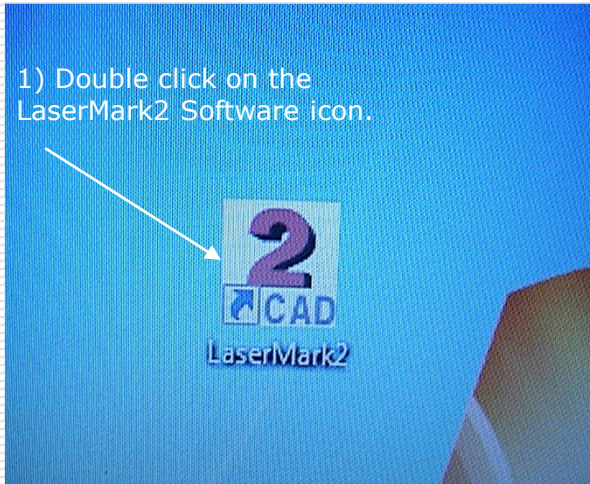 1) Double click on the
LaserMark2 Software icon.
2
CAD
LaserMark2